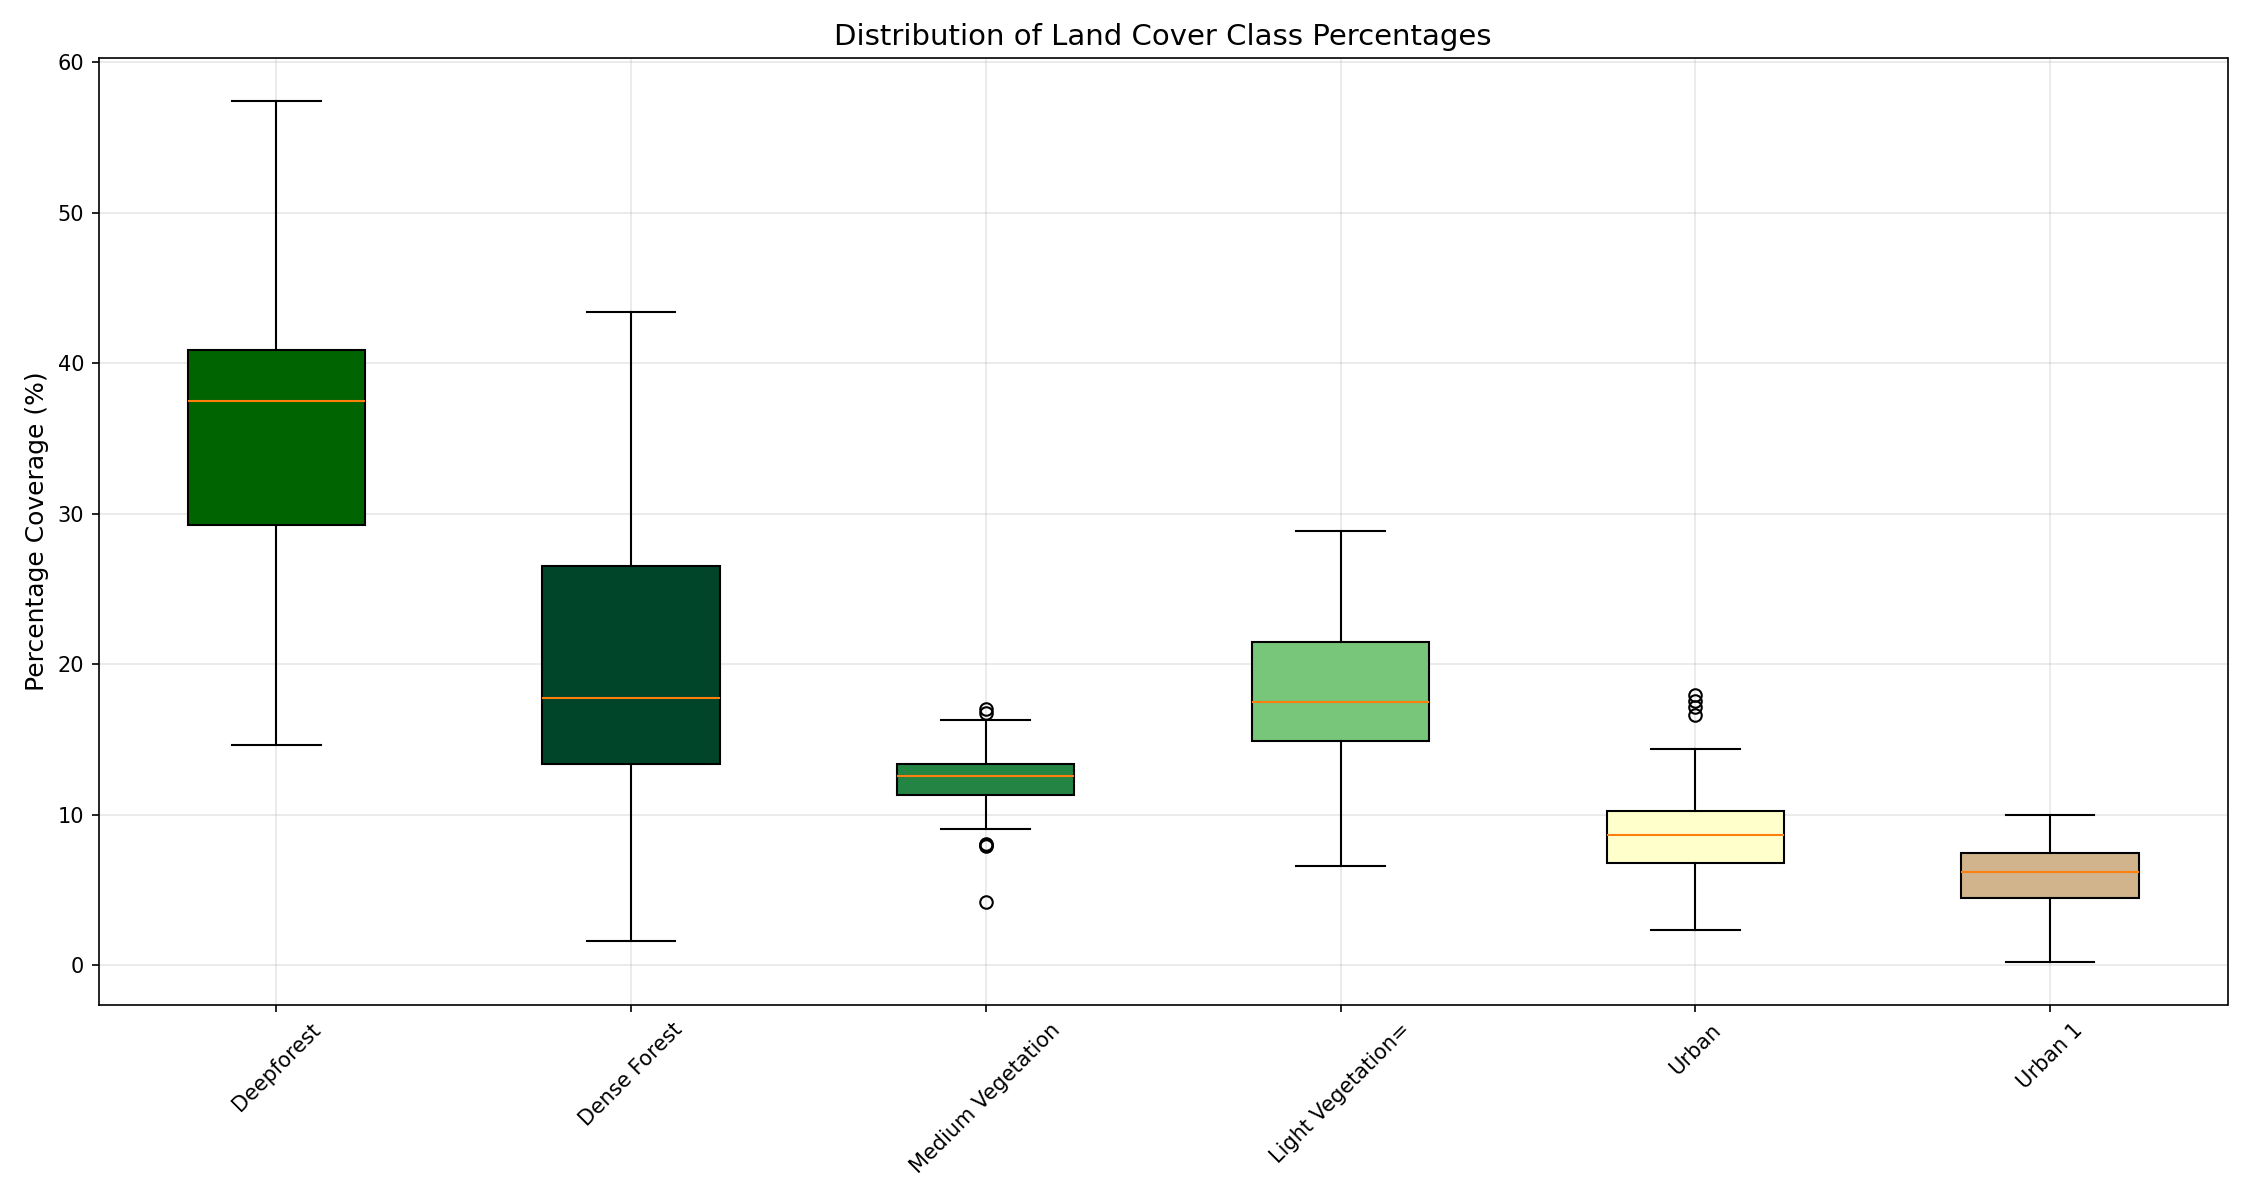 Distribution of Land Cover Class Percentages
Percentage Coverage (%)
60
50
40
30
20
10
0
Deepforest
Dense Forest
Medium Vegetation
Light Vegetation=
Urban
Urban 1